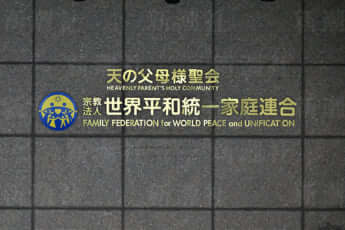 天の父母様聖会
HEAVENLY PARENT'S HOLY COMMUNITY
宗教法人 世界平和統一家庭連合
FAMILY FEDERATION for WORLD PEACE and UNIFICATION